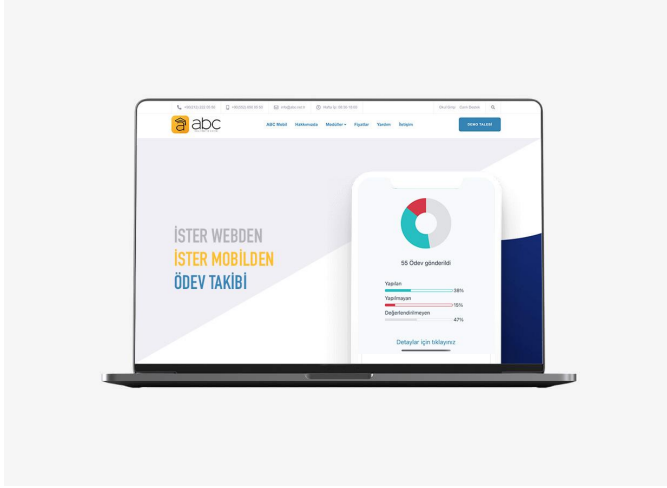 abc
ABC Mobil Hakkımızda Modüller Fiyatlar Yardım İletişim
DEMO TALEBİ
İSTER WEBDEN
İSTER MOBİLDEN
ÖDEV TAKİBİ
55 Ödev gönderildi
Yapılan
38%
Yapılmayan
15%
Değerlendirilmeyen
47%
Detaylar için tıklayınız